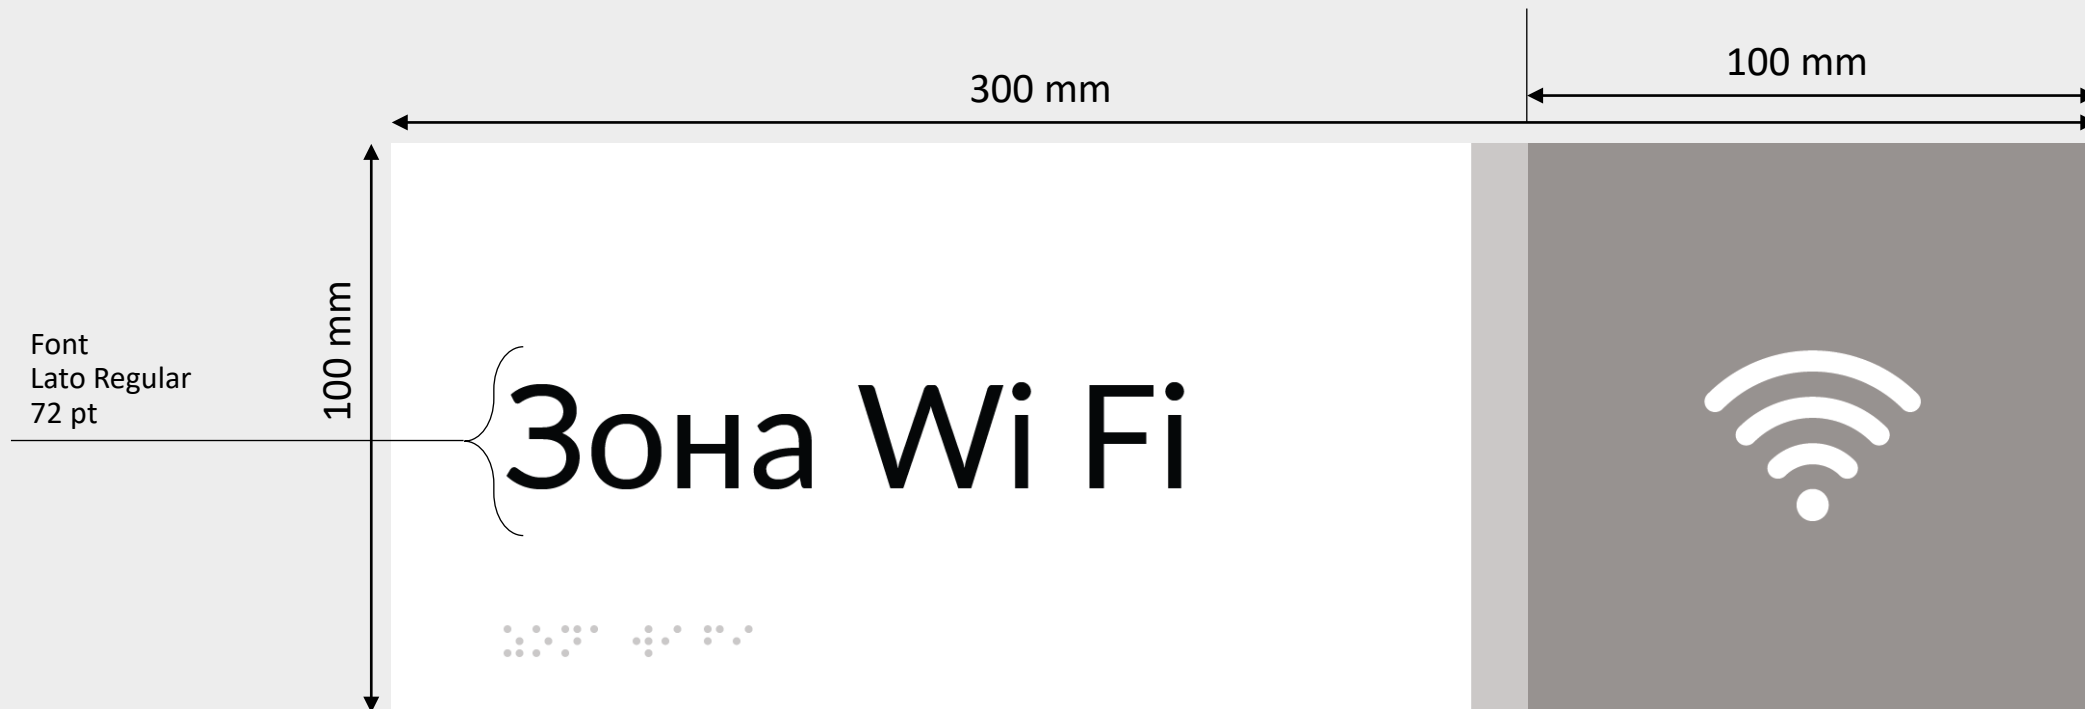 100 mm
300 mm
100 mm
Font
Lato Regular
72 pt
Зона Wi Fi
⠵⠕⠝⠁ ⠺⠊ ⠋⠊